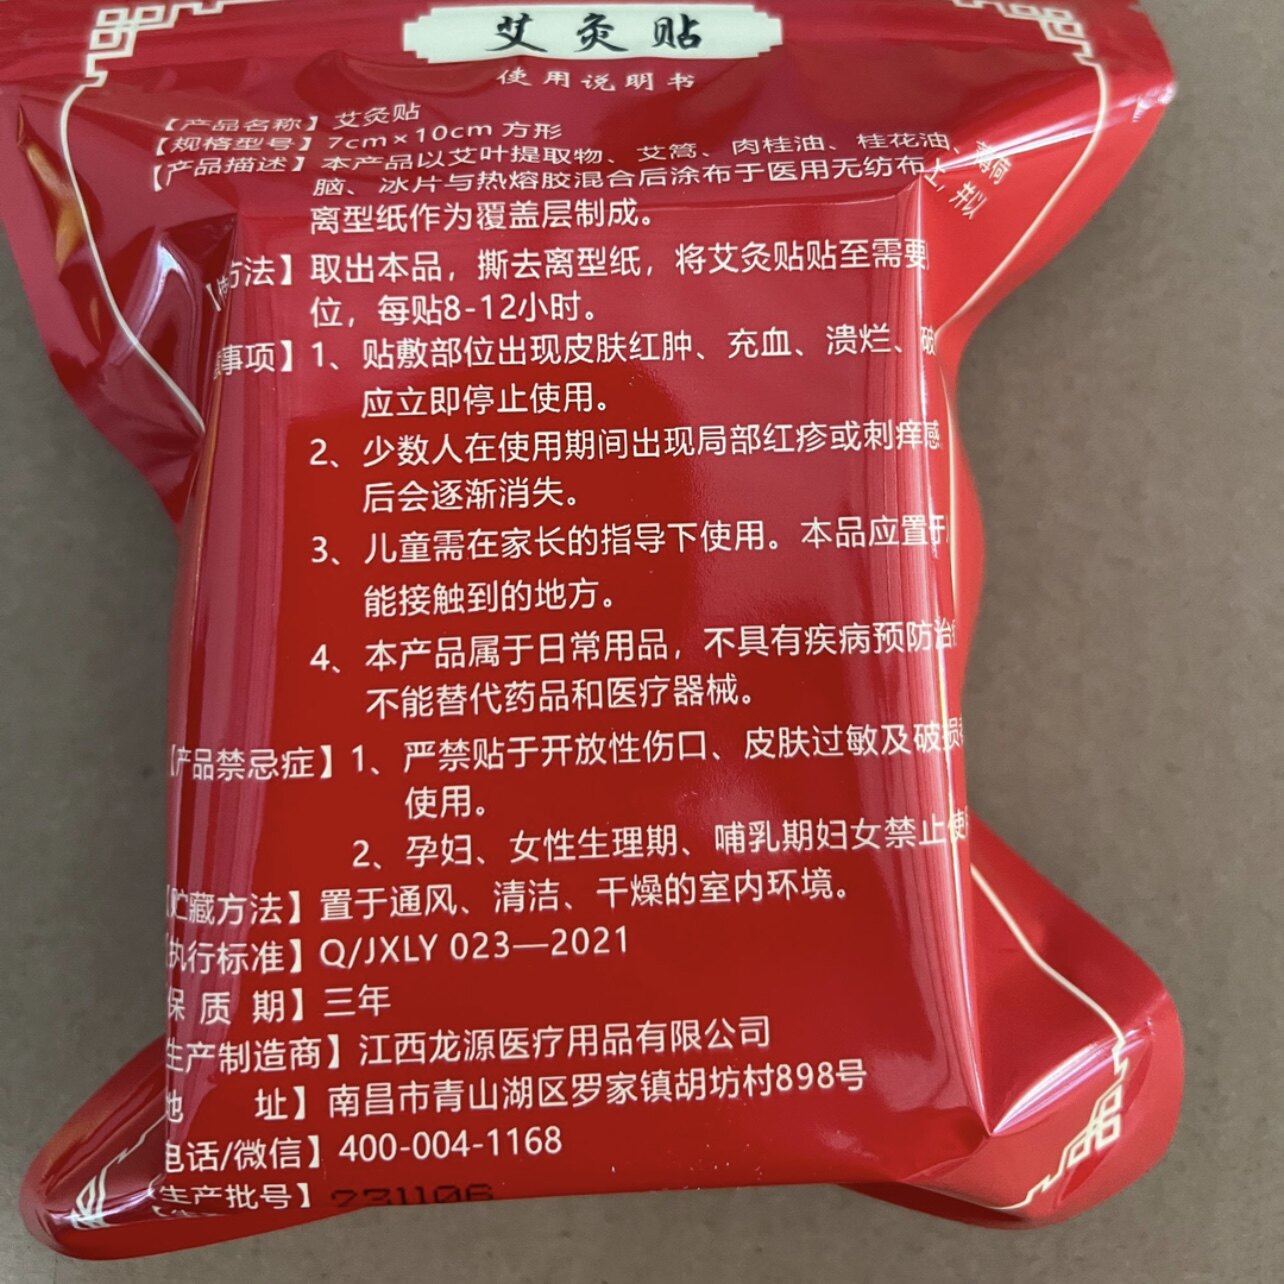 艾灸贴
使用说明书
【产品名称】艾灸贴
【规格型号】7cm×10cm 方形
【产品描述】本产品以艾叶提取物、艾蒿、肉桂油、桂花油、薄荷
脑、冰片与热熔胶混合后涂布于医用无纺布上，并以
离型纸作为覆盖层制成。
方法】取出本品，撕去离型纸，将艾灸贴贴至需要
位，每贴8-12小时。
事项】1、贴敷部位出现皮肤红肿、充血、溃烂、破
应立即停止使用。
2、少数人在使用期间出现局部红疹或刺痒感
后会逐渐消失。
3、儿童需在家长的指导下使用。本品应置于
能接触到的地方。
4、本产品属于日常用品，不具有疾病预防治
不能替代药品和医疗器械。
【产品禁忌症】1、严禁贴于开放性伤口、皮肤过敏及破损
使用。
2、孕妇、女性生理期、哺乳期妇女禁止使
贮藏方法】置于通风、清洁、干燥的室内环境。
执行标准】Q/JXLY 023—2021
保 质 期】三年
生产制造商】江西龙源医疗用品有限公司
地 址】南昌市青山湖区罗家镇胡坊村898号
电话/微信】400-004-1168
【生产批号】231106